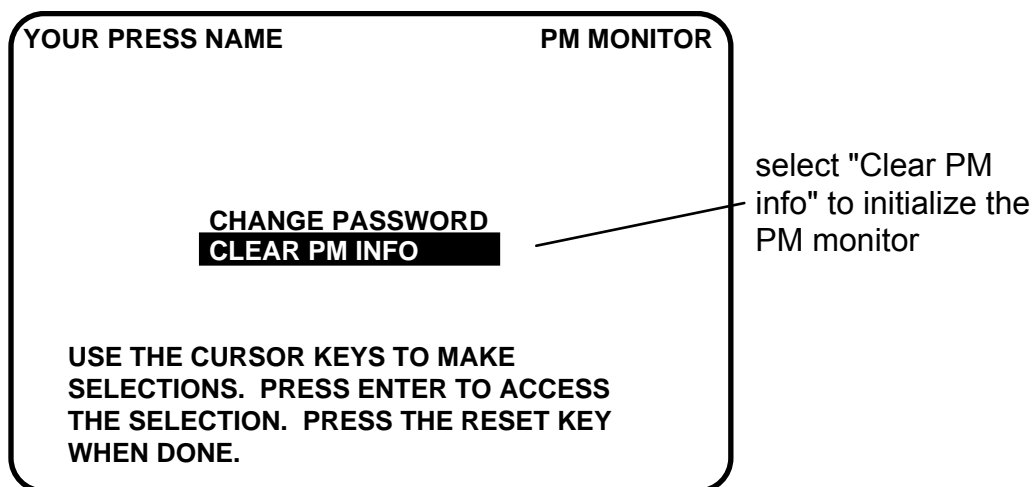 YOUR PRESS NAME PM MONITOR
CHANGE PASSWORD
CLEAR PM INFO
select "Clear PM
info" to initialize the
PM monitor
USE THE CURSOR KEYS TO MAKE
SELECTIONS. PRESS ENTER TO ACCESS
THE SELECTION. PRESS THE RESET KEY
WHEN DONE.